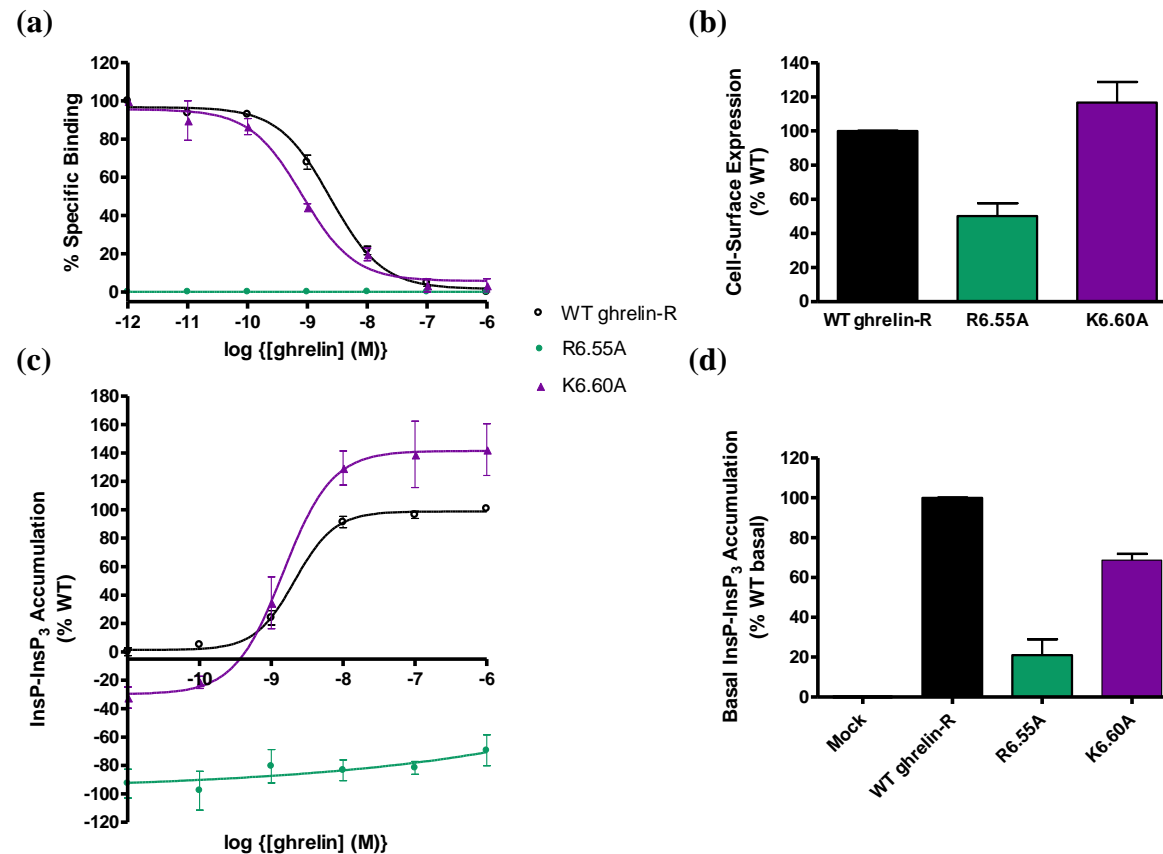 (a)
% Specific Binding
120
100
80
60
40
20
0
-12 -11 -10 -9 -8 -7 -6
log {[ghrelin] (M)}
(b)
Cell-Surface Expression
(% WT)
140
120
100
80
60
40
20
0
WT ghrelin-R R6.55A K6.60A
WT ghrelin-R
R6.55A
K6.60A
(c)
InsP-InsP₃ Accumulation
(% WT)
180
160
140
120
100
80
60
40
20
0
-20
-40
-60
-80
-100
-120
-10 -9 -8 -7 -6
log {[ghrelin] (M)}
(d)
Basal InsP-InsP₃ Accumulation
(% WT basal)
120
100
80
60
40
20
0
Mock
WT ghrelin-R
R6.55A
K6.60A